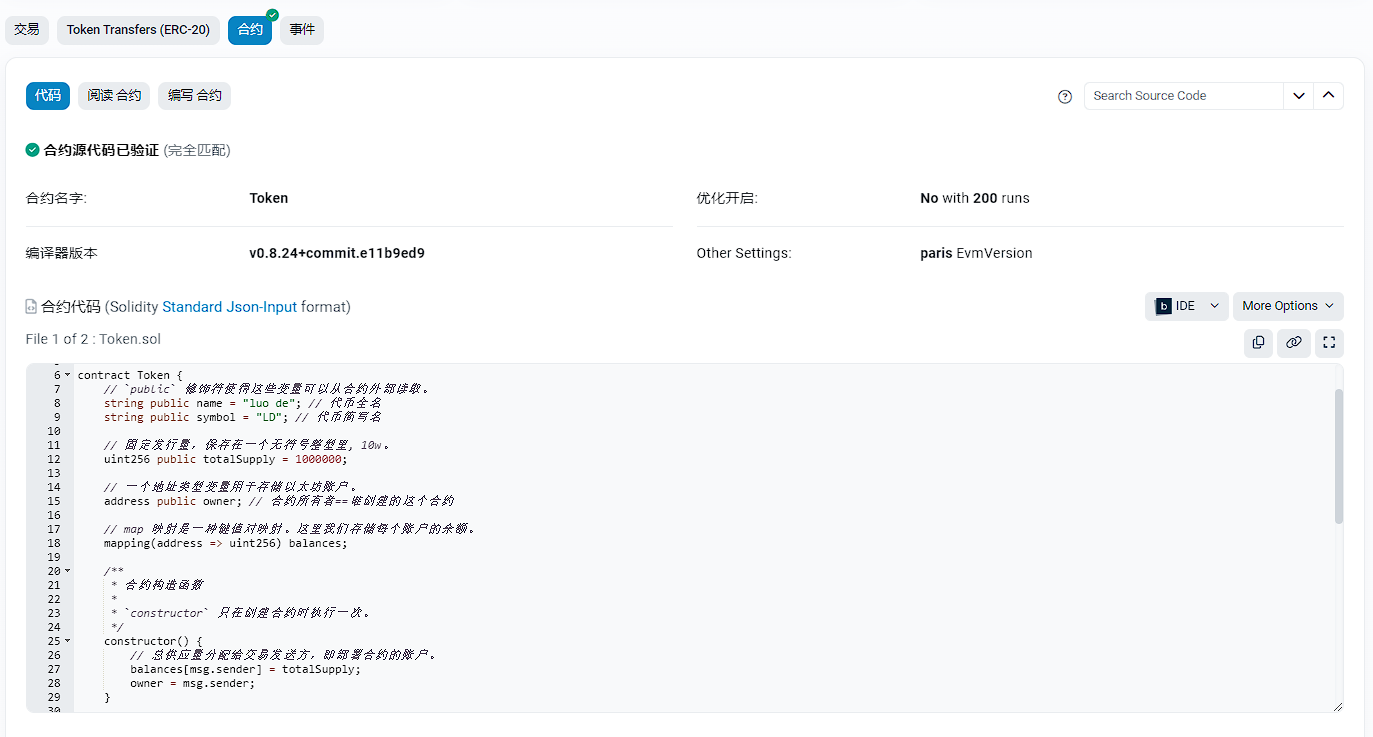 交易 Token Transfers (ERC-20) 合约 事件
代码 阅读 合约 编写 合约 Search Source Code
合约源代码已验证 (完全匹配)
合约名字: Token 优化开启: No with 200 runs
编译器版本 v0.8.24+commit.e11b9ed9 Other Settings: paris EvmVersion
合约代码 (Solidity Standard Json-Input format) b IDE More Options
File 1 of 2 : Token.sol
6 contract Token {
7 // `public` 修饰符使得这些变量可以从合约外部读取。
8 string public name = "luo de"; // 代币全名
9 string public symbol = "LD"; // 代币简写名
10
11 // 固定发行量，保存在一个无符号整型里, 10w。
12 uint256 public totalSupply = 1000000;
13
14 // 一个地址类型变量用于存储以太坊账户。
15 address public owner; // 合约所有者==谁创建的这个合约
16
17 // map 映射是一种键值对映射。这里我们存储每个账户的余额。
18 mapping(address => uint256) balances;
19
20 /**
21 * 合约构造函数
22 *
23 * `constructor` 只在创建合约时执行一次。
24 */
25 constructor() {
26 // 总供应量分配给交易发送方，即部署合约的账户。
27 balances[msg.sender] = totalSupply;
28 owner = msg.sender;
29 }
30